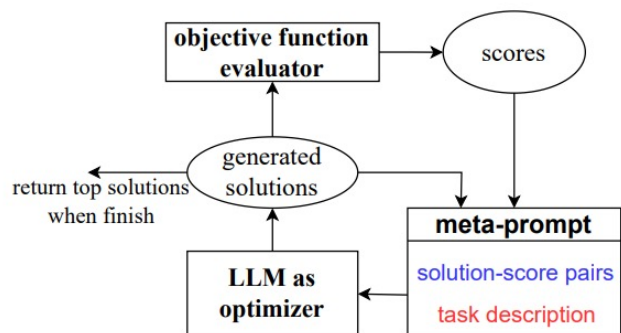 objective function
evaluator
scores
generated
solutions
return top solutions
when finish
meta-prompt
solution-score pairs
task description
LLM as
optimizer